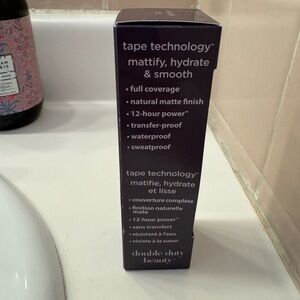 tape technology™
mattify, hydrate
& smooth
• full coverage
• natural matte finish
• 12-hour power™
• transfer-proof
• waterproof
• sweatproof
tape technology™
matifie, hydrate
et lisse
• couverture complète
• finition naturelle
mate
• 12-hour power™
• sans transfert
• résistant à l'eau
• résiste à la sueur
double duty
beauty™